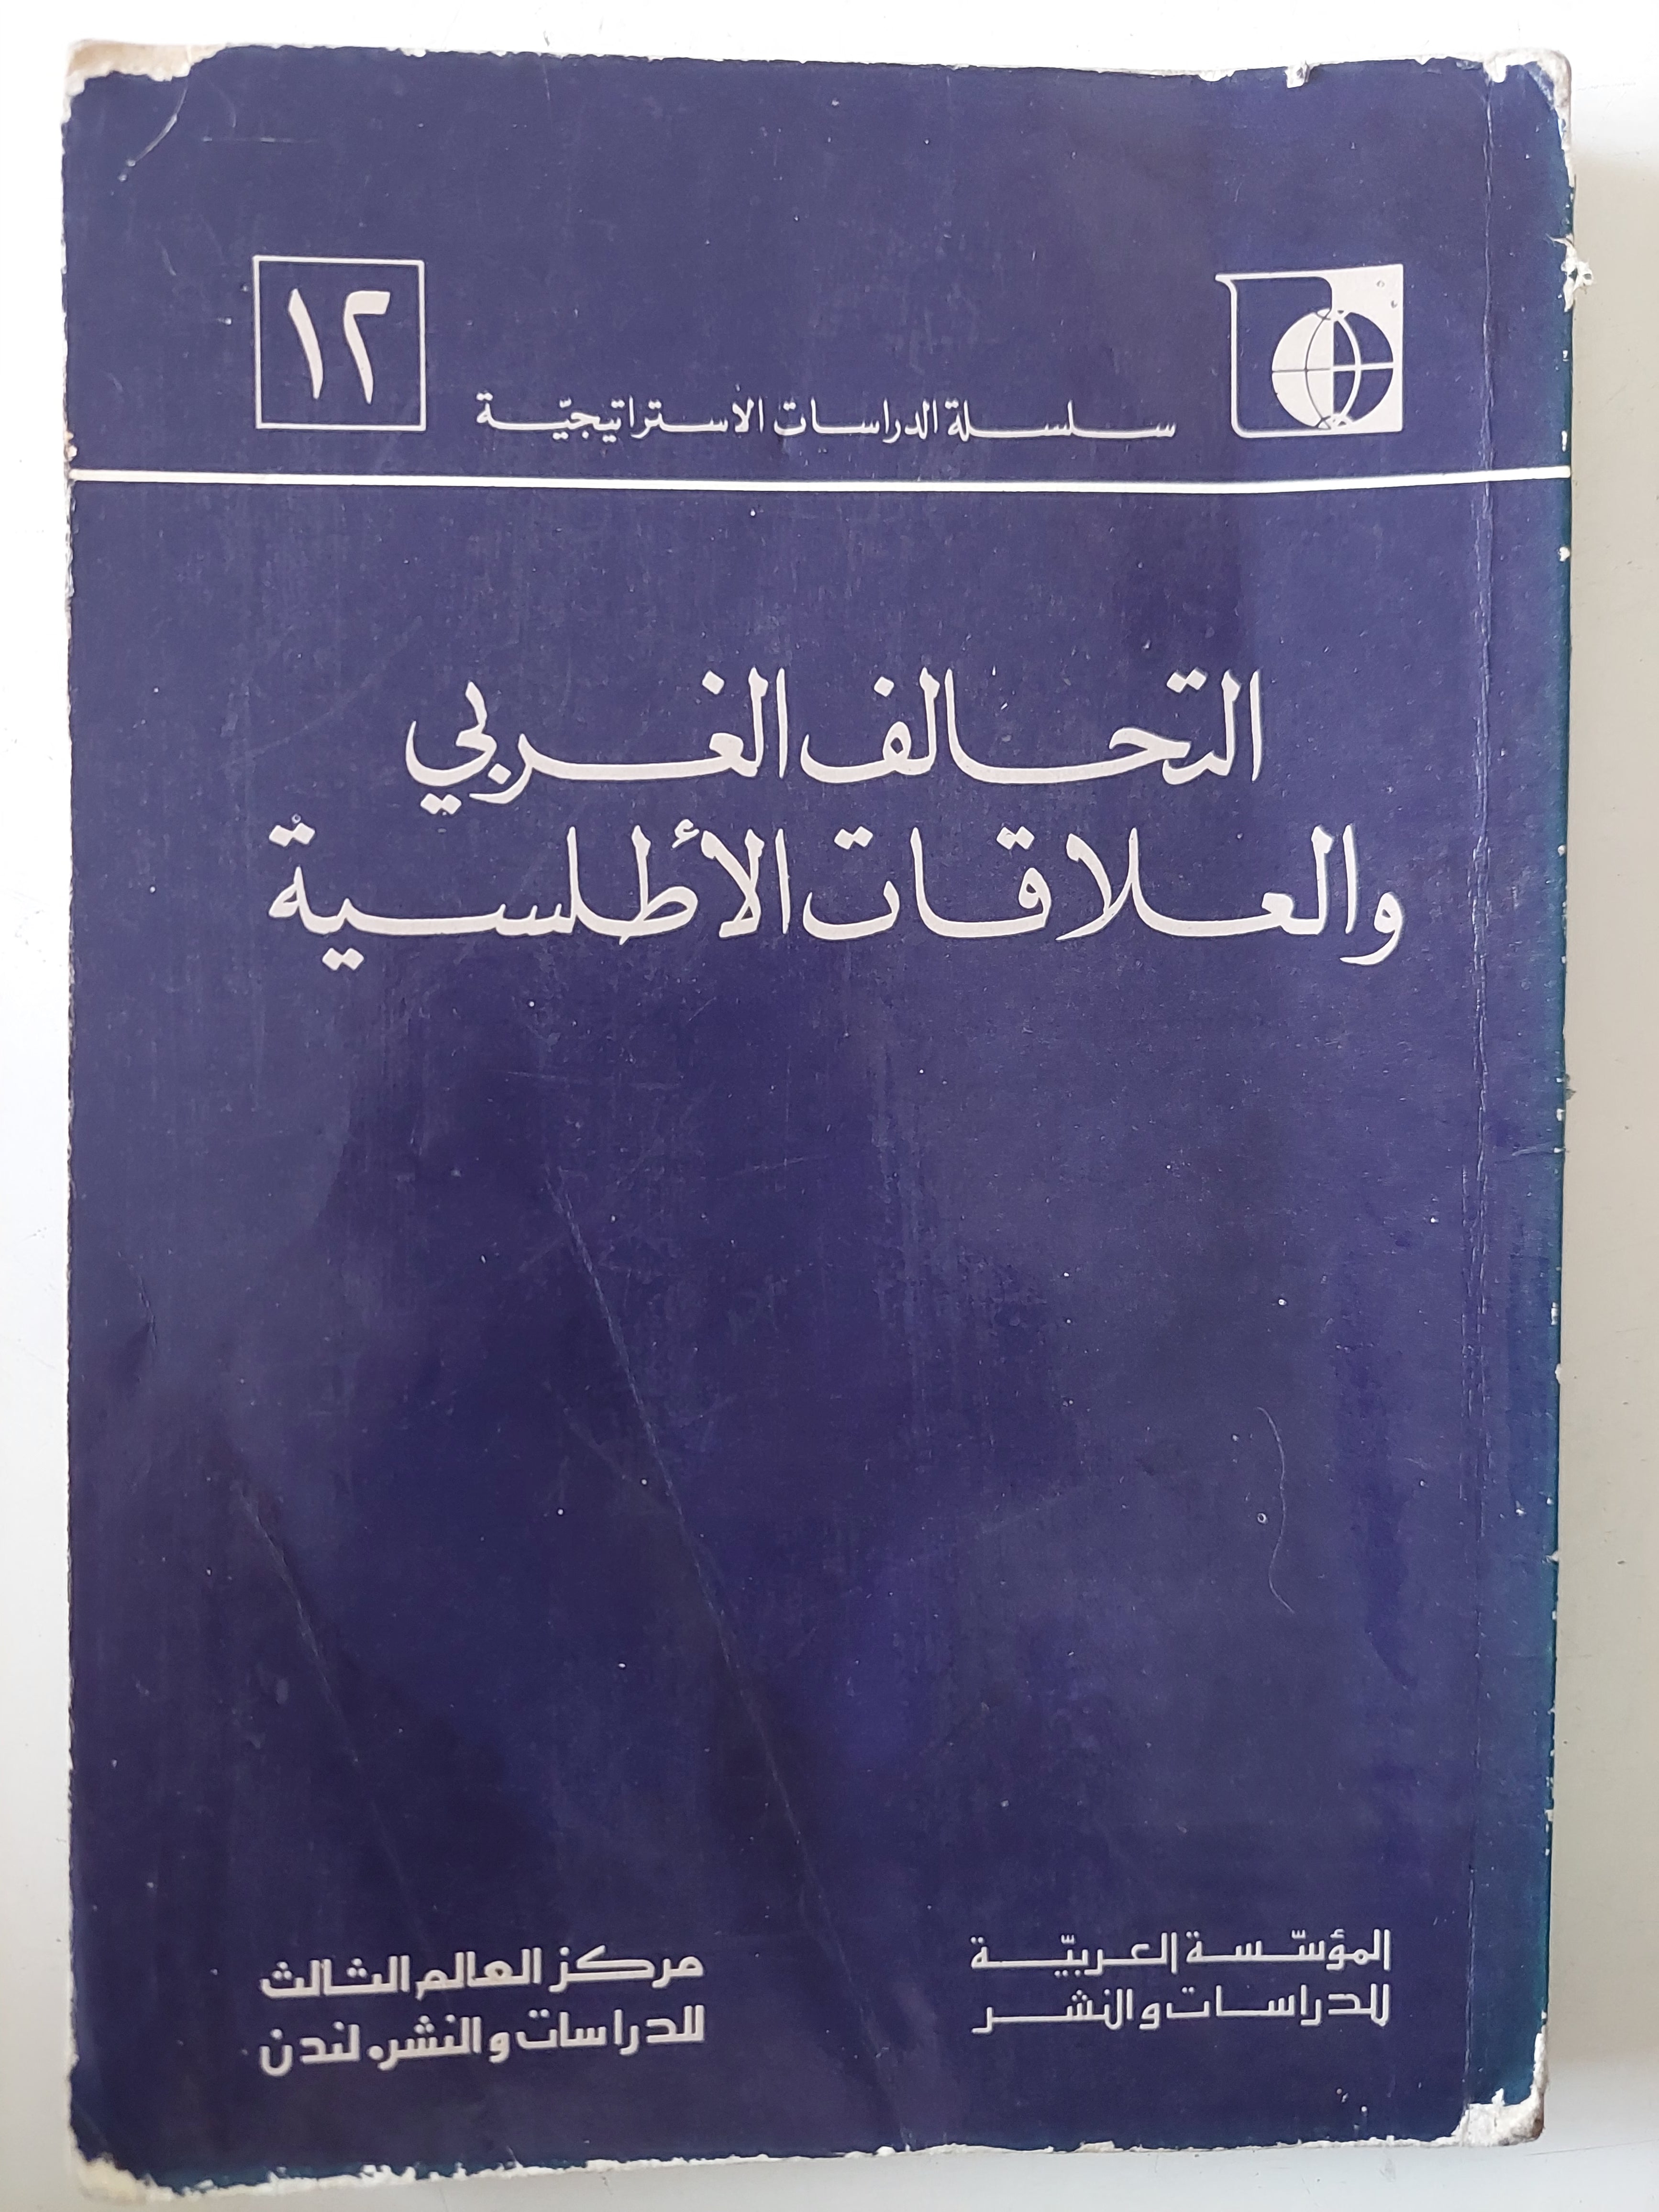 ١٢
سلسلة الدراسات الاستراتيجيّة
التحالف الغربي
والعلاقات الأطلسية
المؤسّسة العربيّة
للدراسات والنشر
مركز العالم الثالث
للدراسات والنشر. لندن